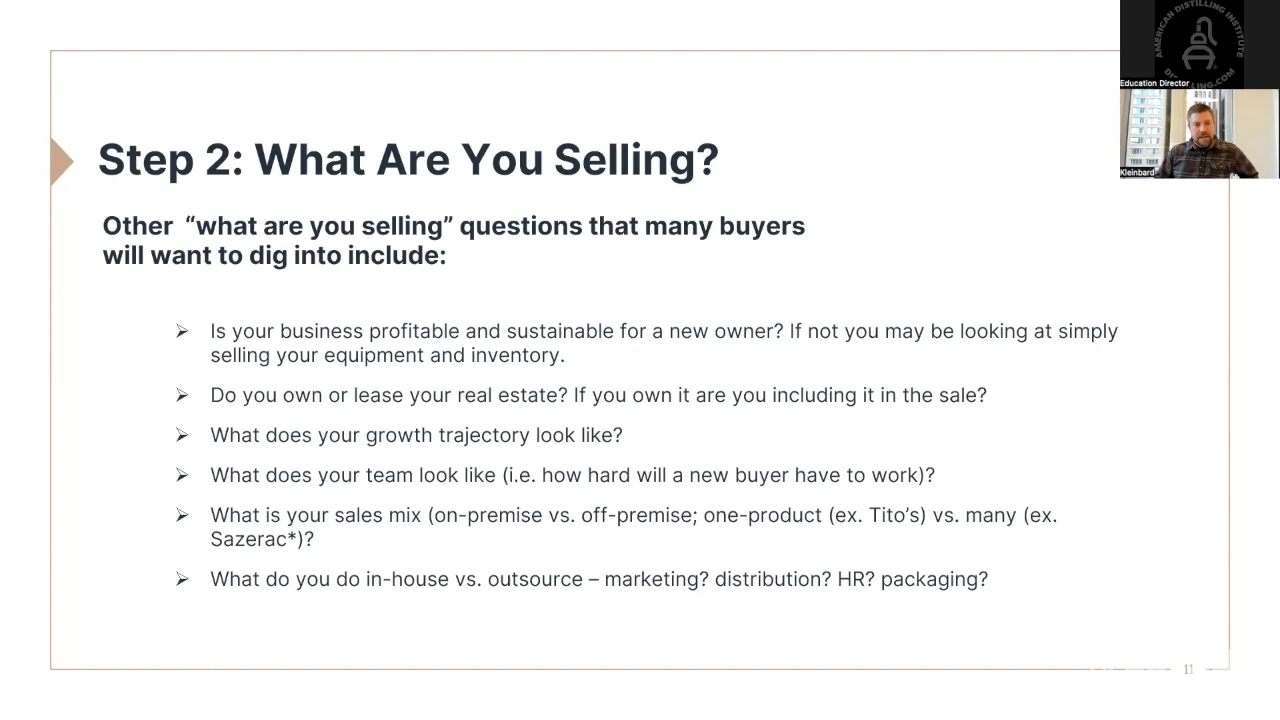 AMERICAN DISTILLING INSTITUTE
DISTILLING.COM
Education Director
Kleinbard
Step 2: What Are You Selling?
Other “what are you selling” questions that many buyers
will want to dig into include:
➢ Is your business profitable and sustainable for a new owner? If not you may be looking at simply
selling your equipment and inventory.
➢ Do you own or lease your real estate? If you own it are you including it in the sale?
➢ What does your growth trajectory look like?
➢ What does your team look like (i.e. how hard will a new buyer have to work)?
➢ What is your sales mix (on-premise vs. off-premise; one-product (ex. Tito’s) vs. many (ex.
Sazerac*)?
➢ What do you do in-house vs. outsource – marketing? distribution? HR? packaging?
11